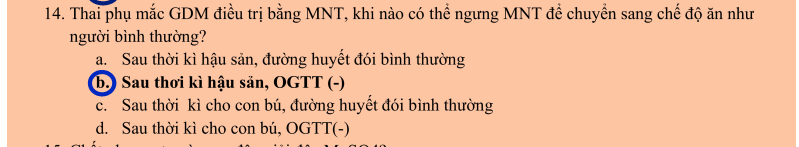 14. Thai phụ mắc GDM điều trị bằng MNT, khi nào có thể ngưng MNT để chuyển sang chế độ ăn như
người bình thường?
a. Sau thời kì hậu sản, đường huyết đói bình thường
b. Sau thơi kì hậu sản, OGTT (-)
c. Sau thời kì cho con bú, đường huyết đói bình thường
d. Sau thời kì cho con bú, OGTT(-)